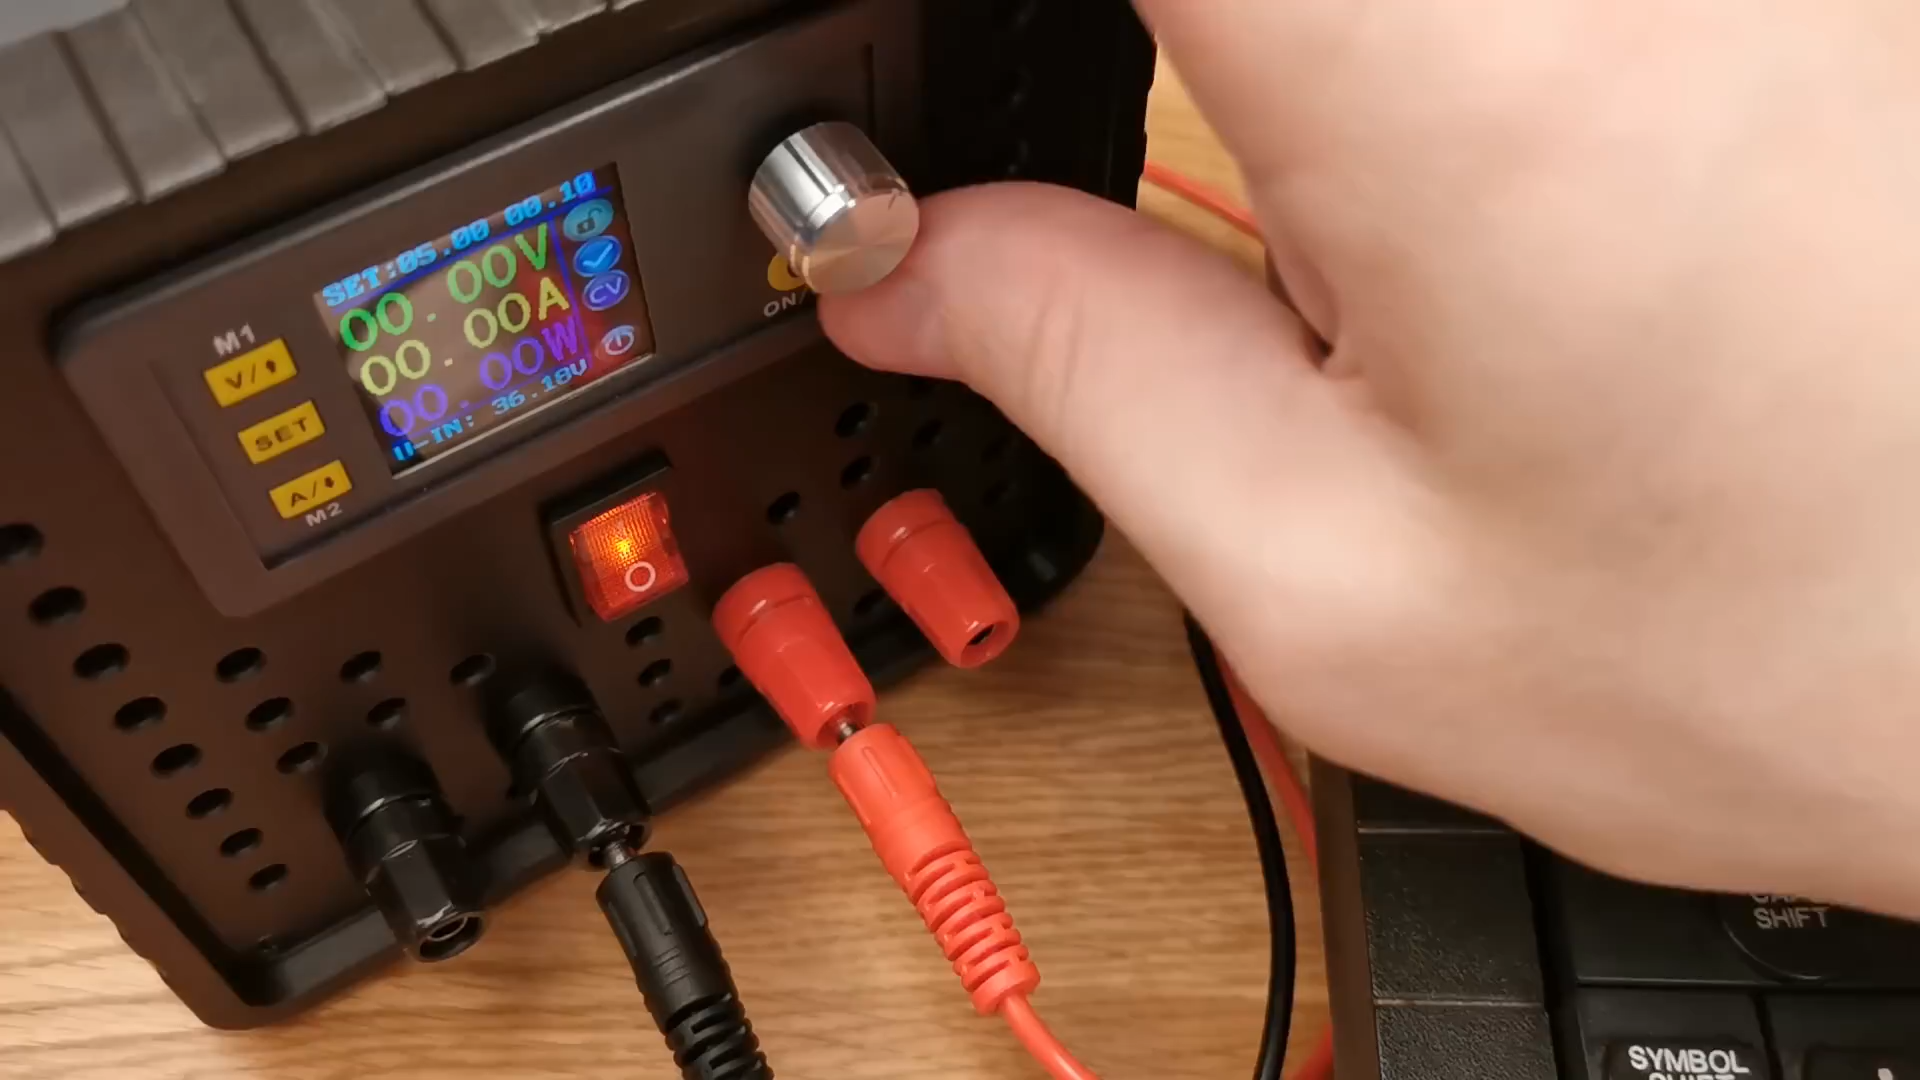 SET:05.00 00.10
00.00V
00.00A
00.00W
U-IN: 36.18V
CV
M1
V/
SET
A/
M2
ON/
O
SHIFT
SYMBOL
SHIFT